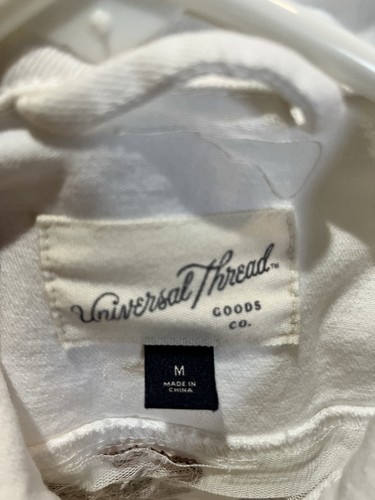 Universal Thread™
GOODS
CO.
M
MADE IN
CHINA